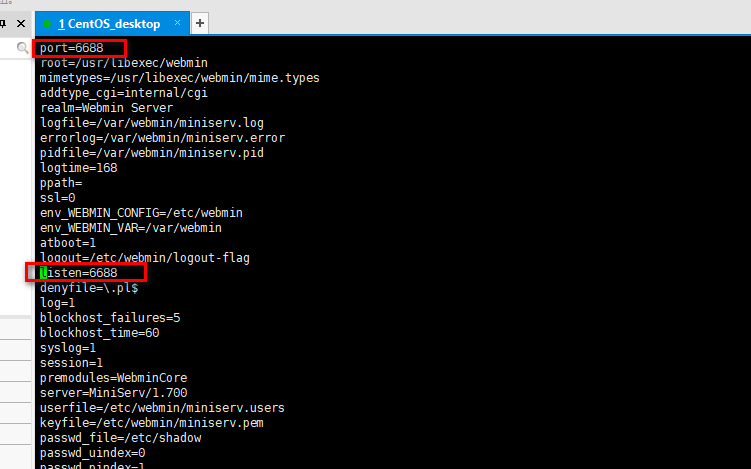 1 CentOS_desktop
port=6688
root=/usr/libexec/webmin
mimetypes=/usr/libexec/webmin/mime.types
addtype_cgi=internal/cgi
realm=Webmin Server
logfile=/var/webmin/miniserv.log
errorlog=/var/webmin/miniserv.error
pidfile=/var/webmin/miniserv.pid
logtime=168
ppath=
ssl=0
env_WEBMIN_CONFIG=/etc/webmin
env_WEBMIN_VAR=/var/webmin
atboot=1
logout=/etc/webmin/logout-flag
listen=6688
denyfile=\.pl$
log=1
blockhost_failures=5
blockhost_time=60
syslog=1
session=1
premodules=WebminCore
server=MiniServ/1.700
userfile=/etc/webmin/miniserv.users
keyfile=/etc/webmin/miniserv.pem
passwd_file=/etc/shadow
passwd_uindex=0
passwd_pindex=1